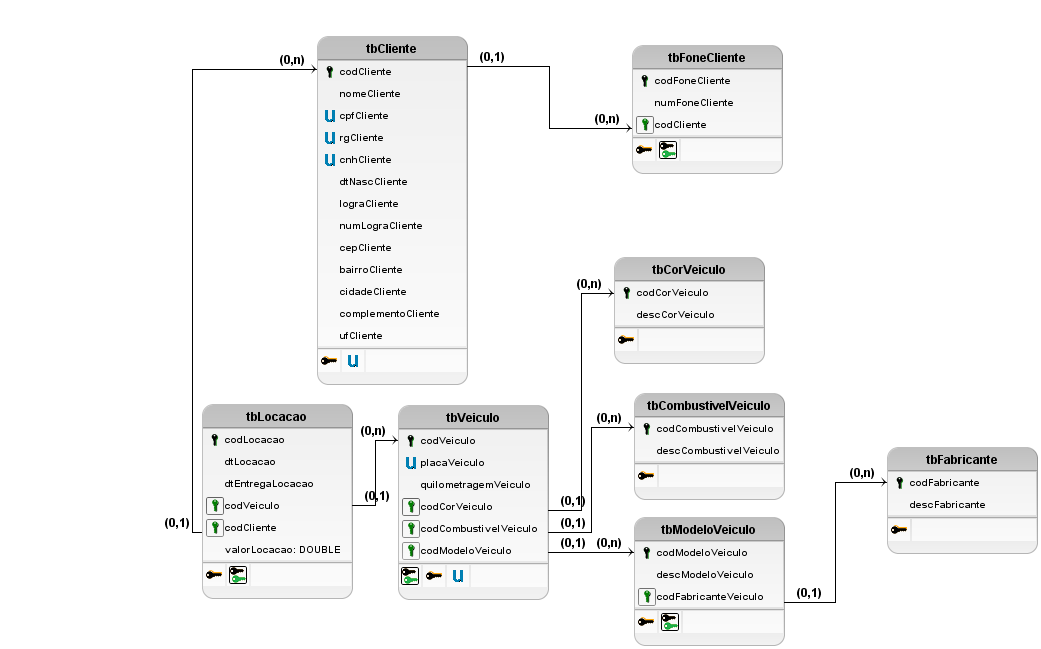 tbCliente
codCliente
nomeCliente
u cpfCliente
u rgCliente
u cnhCliente
dtNascCliente
lograCliente
numLograCliente
cepCliente
bairroCliente
cidadeCliente
complementoCliente
ufCliente
u
(0,n)
(0,1)
(0,n)
tbFoneCliente
codFoneCliente
numFoneCliente
codCliente
(0,n)
tbCorVeiculo
codCorVeiculo
descCorVeiculo
tbLocacao
codLocacao
dtLocacao
dtEntregaLocacao
codVeiculo
codCliente
valorLocacao: DOUBLE
(0,1)
(0,n)
(0,1)
tbVeiculo
codVeiculo
u placaVeiculo
quilometragemVeiculo
codCorVeiculo
codCombustivelVeiculo
codModeloVeiculo
u
(0,1)
(0,1)
(0,1)
(0,n)
(0,n)
tbCombustivelVeiculo
codCombustivelVeiculo
descCombustivelVeiculo
tbModeloVeiculo
codModeloVeiculo
descModeloVeiculo
codFabricanteVeiculo
(0,1)
(0,n)
tbFabricante
codFabricante
descFabricante